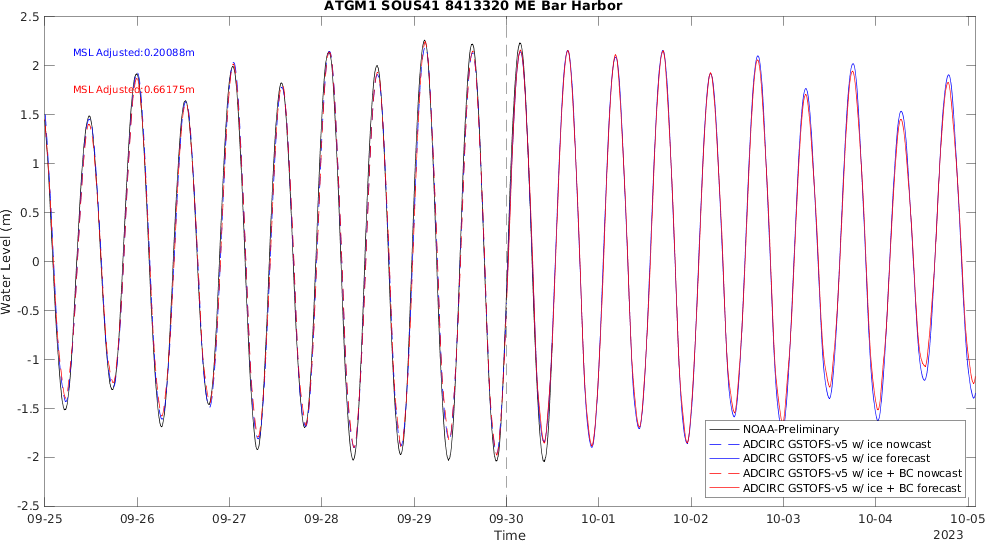 ATGM1 SOUS41 8413320 ME Bar Harbor
2.5
MSL Adjusted:0.20088m
2
MSL Adjusted:0.66175m
1.5
1
0.5
0
-0.5
-1
-1.5
-2
-2.5
Water Level (m)
NOAA-Preliminary
ADCIRC GSTOFS-v5 w/ ice nowcast
ADCIRC GSTOFS-v5 w/ ice forecast
ADCIRC GSTOFS-v5 w/ ice + BC nowcast
ADCIRC GSTOFS-v5 w/ ice + BC forecast
09-25 09-26 09-27 09-28 09-29 09-30 10-01 10-02 10-03 10-04 10-05
Time
2023